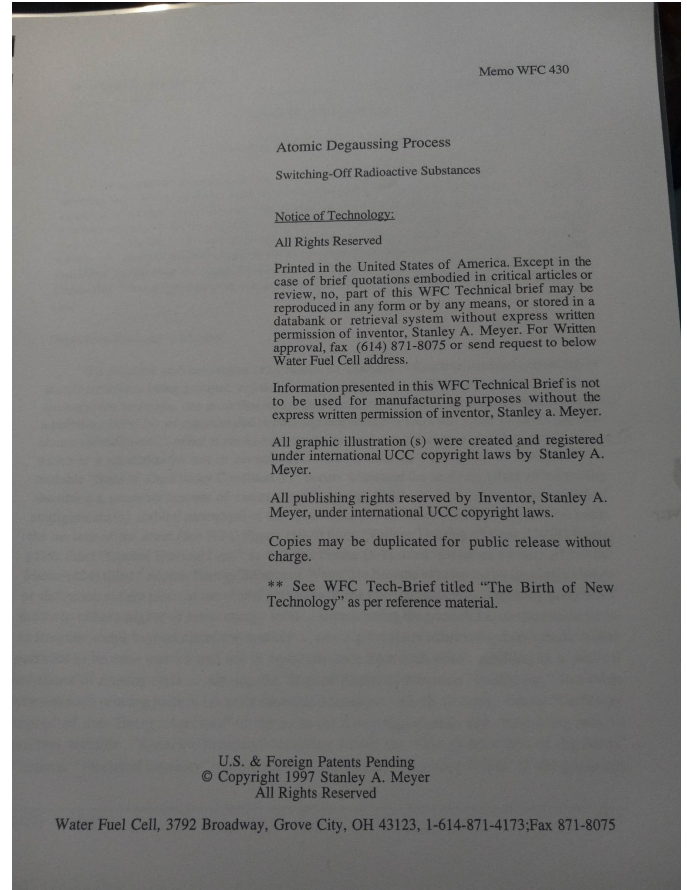 Memo WFC 430
Atomic Degaussing Process
Switching-Off Radioactive Substances
Notice of Technology:
All Rights Reserved
Printed in the United States of America. Except in the
case of brief quotations embodied in critical articles or
review, no, part of this WFC Technical brief may be
reproduced in any form or by any means, or stored in a
databank or retrieval system without express written
permission of inventor, Stanley A. Meyer. For Written
approval, fax (614) 871-8075 or send request to below
Water Fuel Cell address.
Information presented in this WFC Technical Brief is not
to be used for manufacturing purposes without the
express written permission of inventor, Stanley a. Meyer.
All graphic illustration (s) were created and registered
under international UCC copyright laws by Stanley A.
Meyer.
All publishing rights reserved by Inventor, Stanley A.
Meyer, under international UCC copyright laws.
Copies may be duplicated for public release without
charge.
** See WFC Tech-Brief titled “The Birth of New
Technology” as per reference material.
U.S. & Foreign Patents Pending
© Copyright 1997 Stanley A. Meyer
All Rights Reserved
Water Fuel Cell, 3792 Broadway, Grove City, OH 43123, 1-614-871-4173;Fax 871-8075